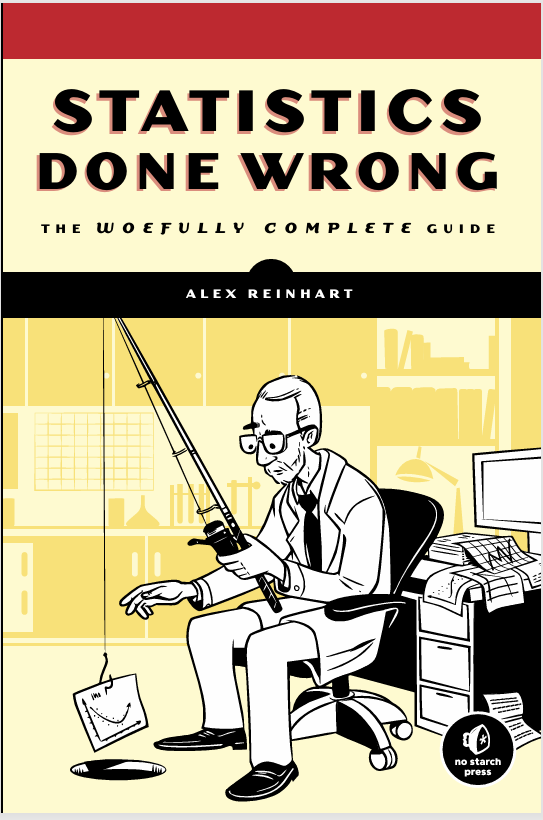 STATISTICS
DONE WRONG
THE WOEFULLY COMPLETE GUIDE
ALEX REINHART
no starch
press